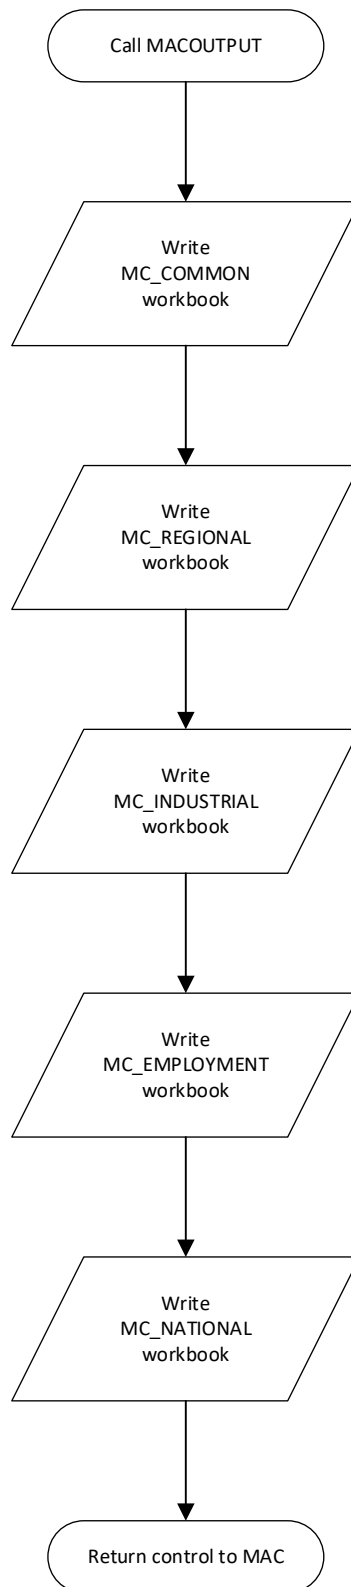 Call MACOUTPUT
Write
MC_COMMON
workbook
Write
MC_REGIONAL
workbook
Write
MC_INDUSTRIAL
workbook
Write
MC_EMPLOYMENT
workbook
Write
MC_NATIONAL
workbook
Return control to MAC